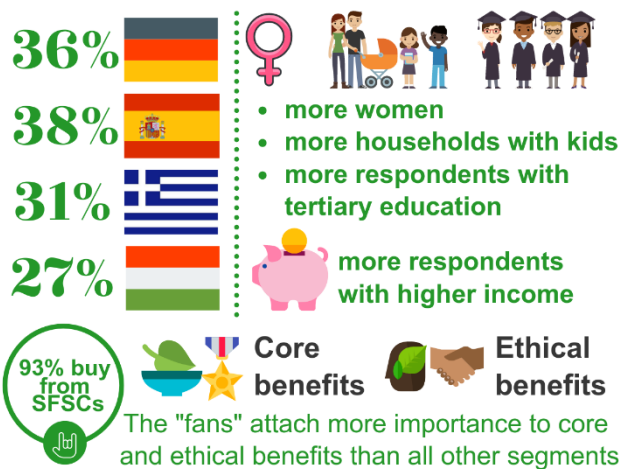 36%
38%
31%
27%
• more women
• more households with kids
• more respondents with
tertiary education
more respondents
with higher income
93% buy
from
SFSCs
Core
benefits
Ethical
benefits
The "fans" attach more importance to core
and ethical benefits than all other segments